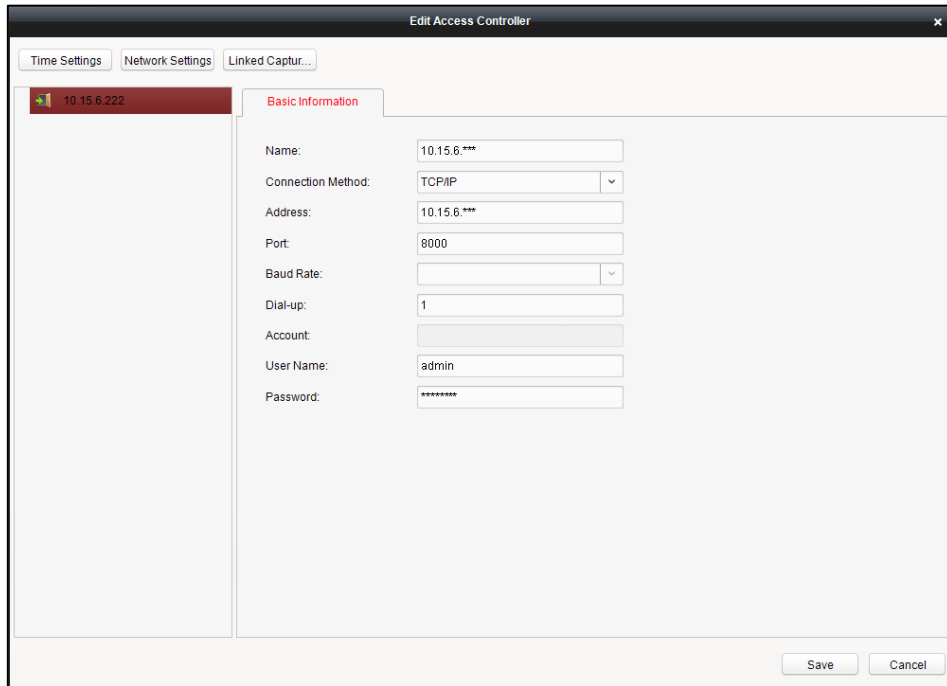 Edit Access Controller
Time Settings Network Settings Linked Captur...
10.15.6.222
Basic Information
Name: 10.15.6.***
Connection Method: TCP/IP
Address: 10.15.6.***
Port: 8000
Baud Rate:
Dial-up: 1
Account:
User Name: admin
Password: ********
Save Cancel